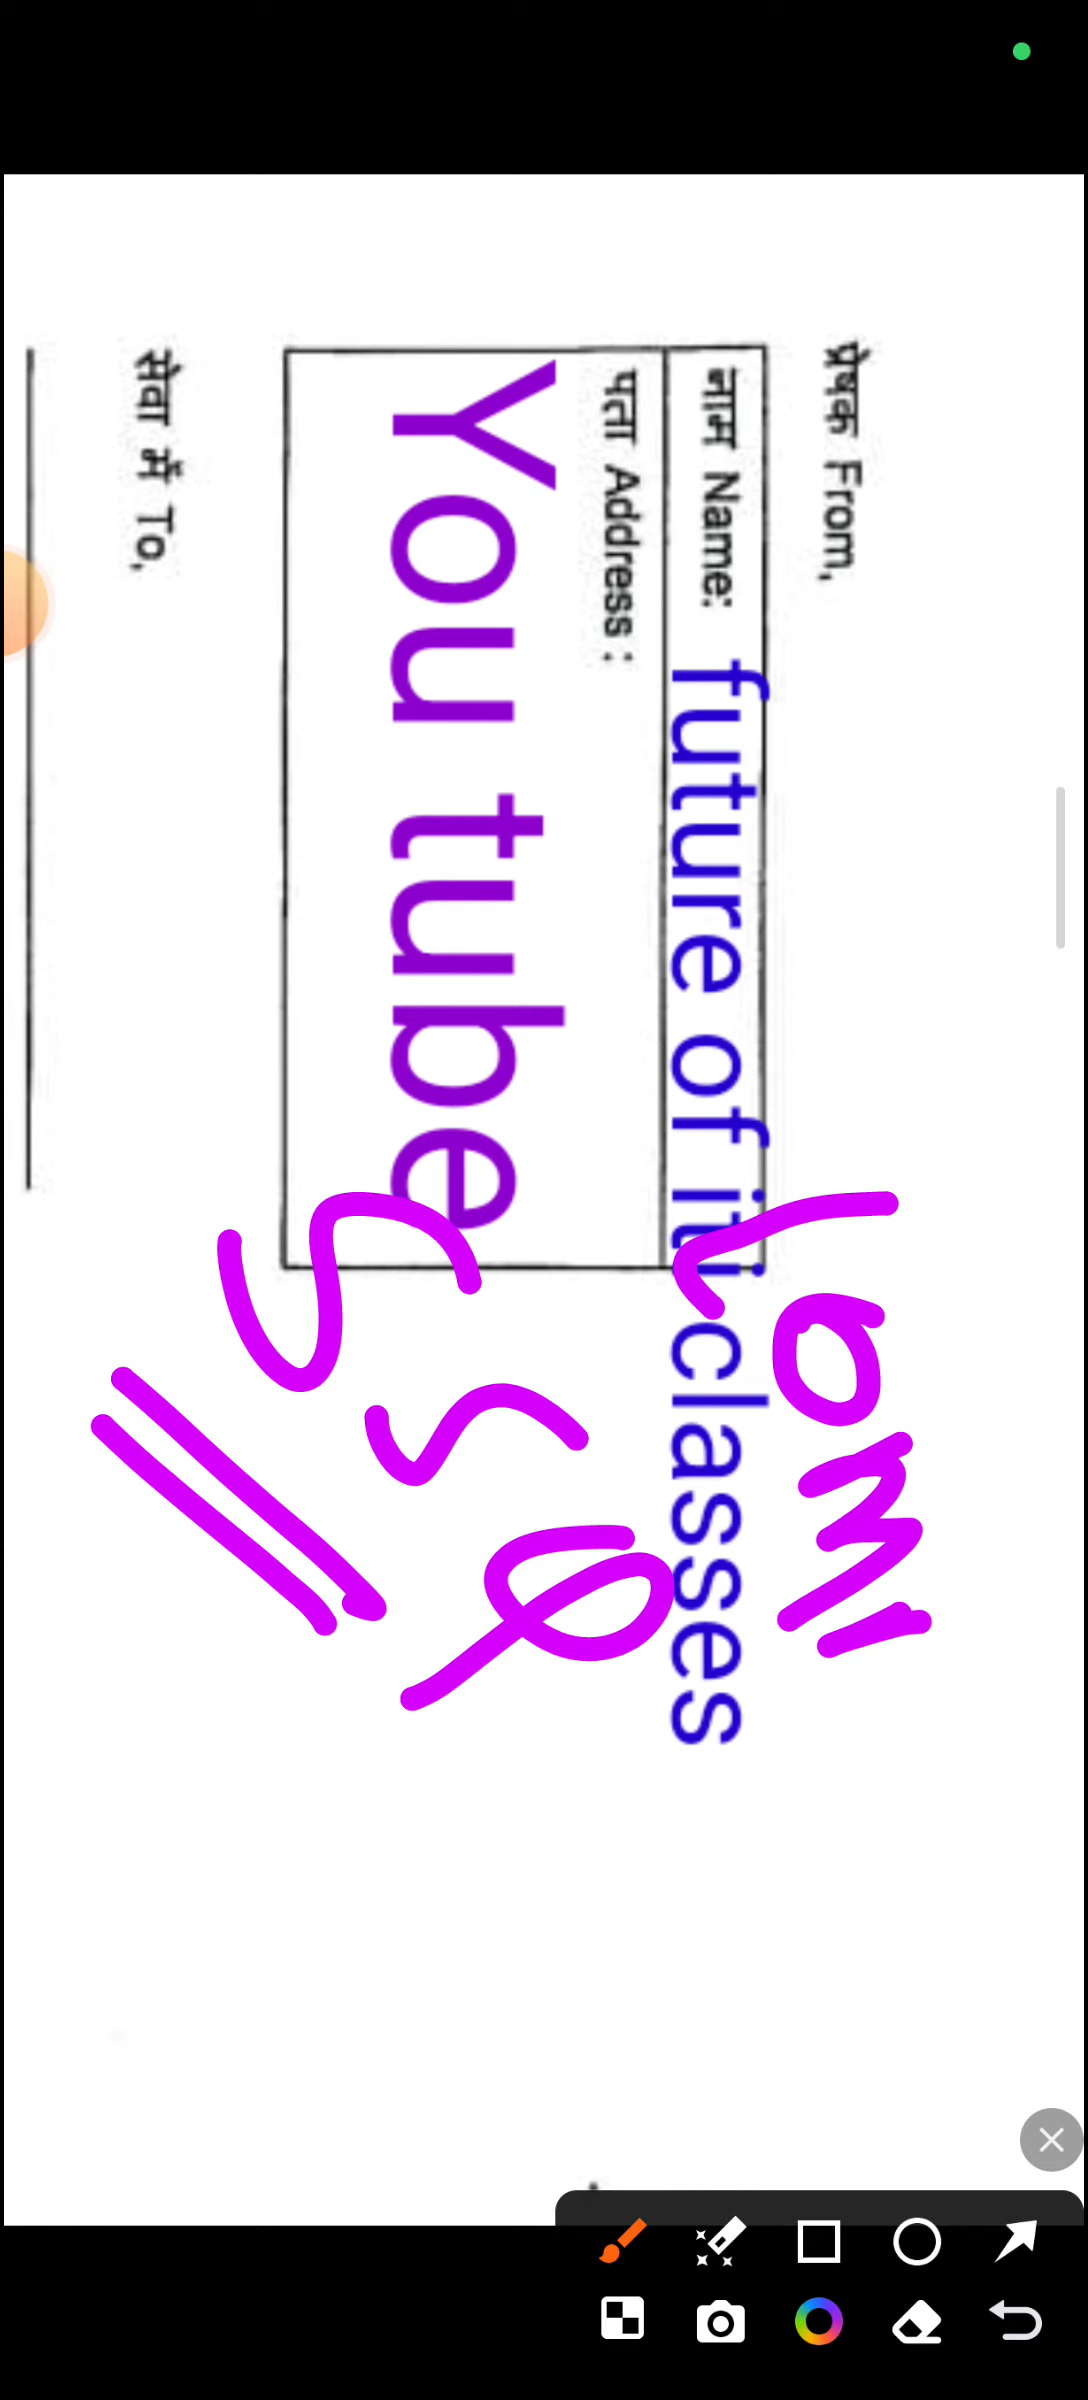 प्रेषक From,
नाम Name: future of iti classes
पता Address :
You tube
सेवा में To,